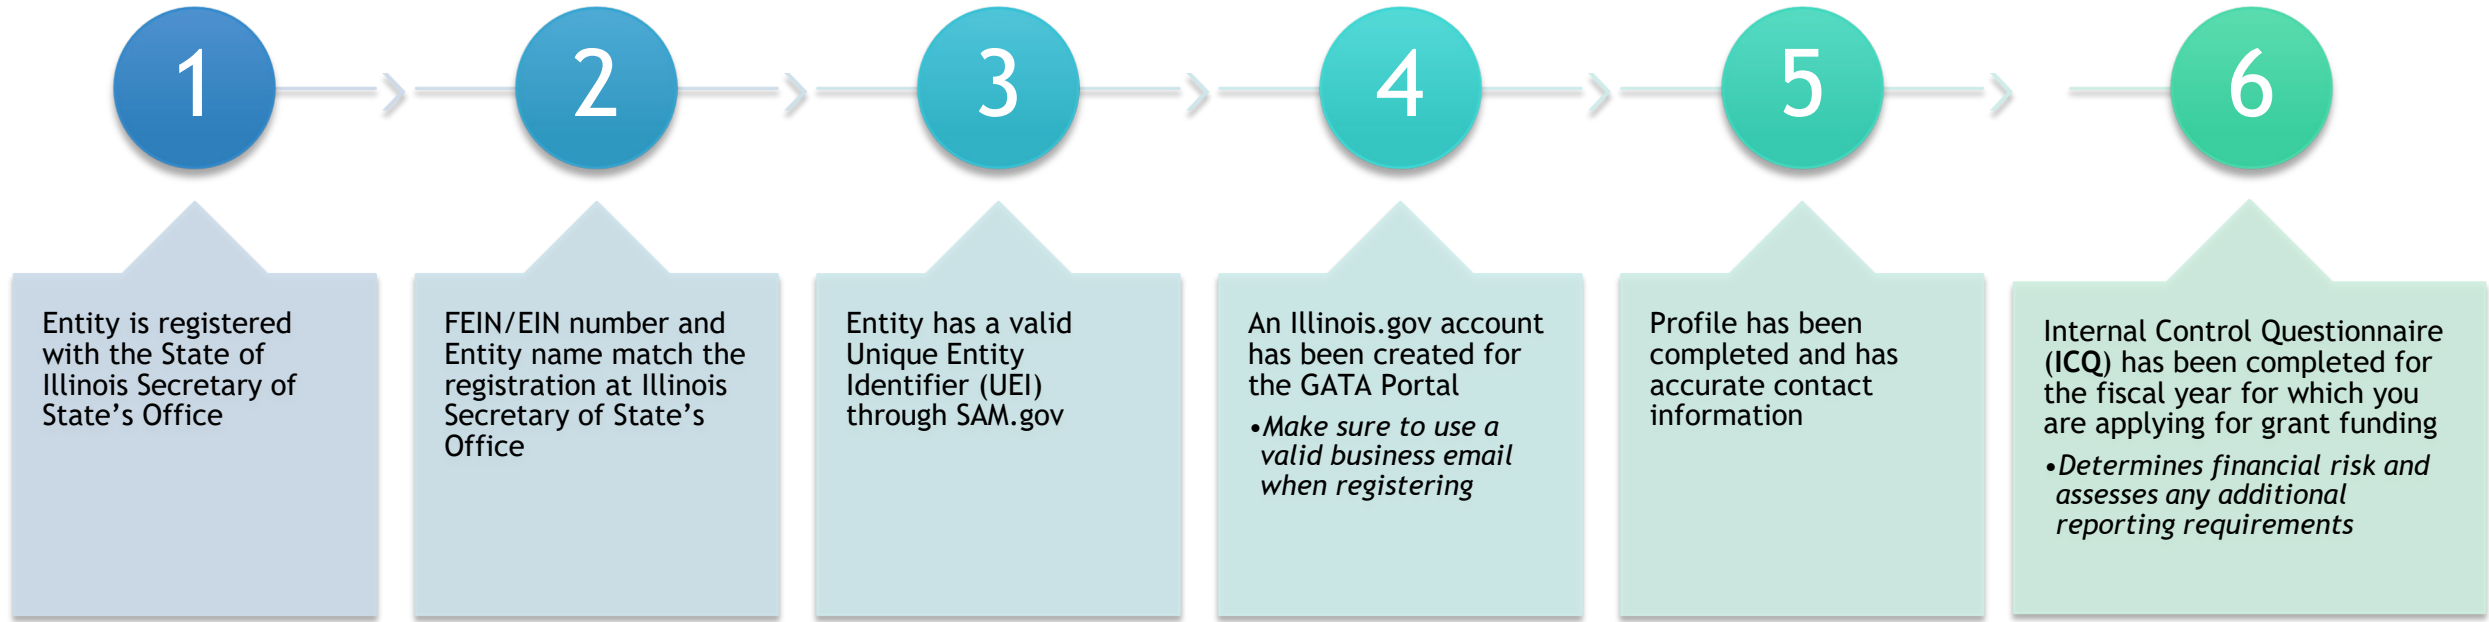 1
Entity is registered
with the State of
Illinois Secretary of
State’s Office
2
FEIN/EIN number and
Entity name match the
registration at Illinois
Secretary of State’s
Office
3
Entity has a valid
Unique Entity
Identifier (UEI)
through SAM.gov
4
An Illinois.gov account
has been created for
the GATA Portal
•Make sure to use a
valid business email
when registering
5
Profile has been
completed and has
accurate contact
information
6
Internal Control Questionnaire
(ICQ) has been completed for
the fiscal year for which you
are applying for grant funding
•Determines financial risk and
assesses any additional
reporting requirements